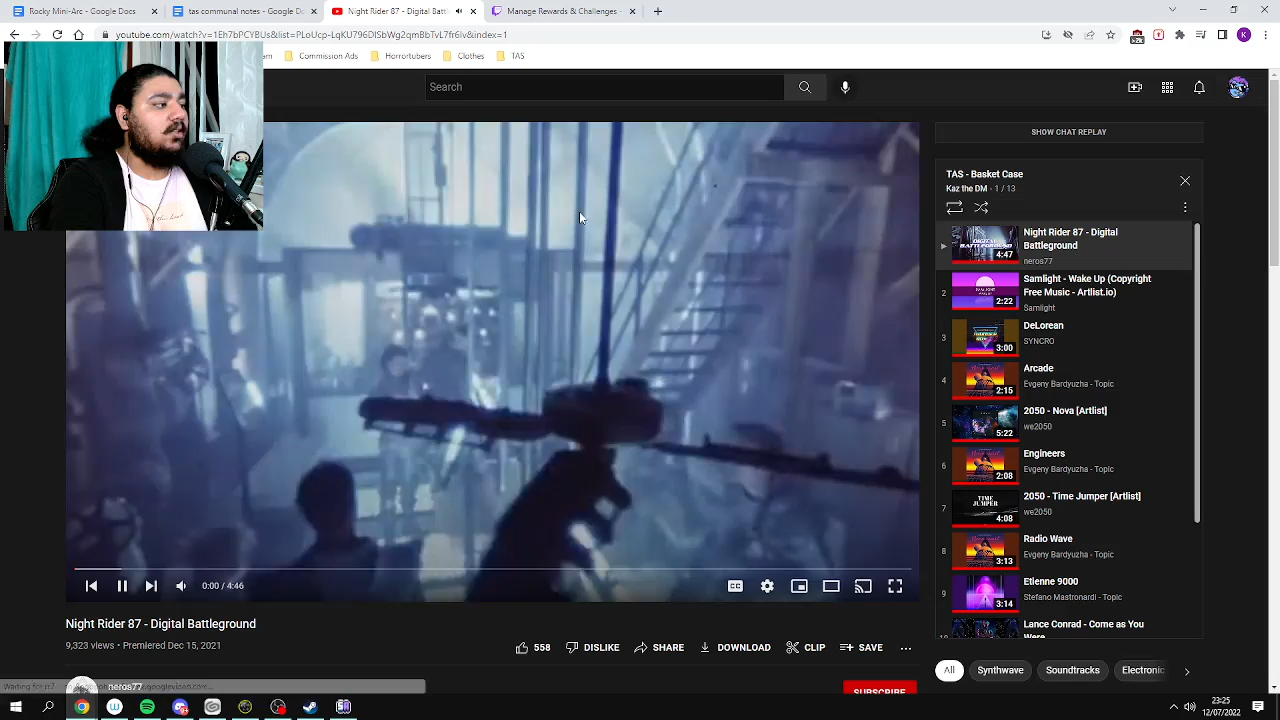 Rocky Mini-Arc - Google Docs
tas communal notes - Google Do
Night Rider 87 - Digital Battl
Manage Rewards & Challenges -
youtube.com/watch?v=1Eh7bPCYBUs&list=PLoUcp-LqKU796DISbWg2qmBbTvL7fr6Iv&index=1
Commission Ads
Horrortubers
Clothes
TAS
Search
SHOW CHAT REPLAY
TAS - Basket Case
Kaz the DM - 1 / 13
Night Rider 87 - Digital
Battleground
neros77
4:47
2
Samlight - Wake Up (Copyright
Free Music - Artlist.io)
Samlight
2:22
3
DeLorean
SYNCRO
3:00
4
Arcade
Evgeny Bardyuzha - Topic
2:15
5
2050 - Nova [Artlist]
we2050
5:22
6
Engineers
Evgeny Bardyuzha - Topic
2:08
7
2050 - Time Jumper [Artlist]
we2050
TIME
JUMPER
4:08
8
Radio Wave
Evgeny Bardyuzha - Topic
3:13
9
Etienne 9000
Stefano Mastronardi - Topic
3:14
Lance Conrad - Come as You
0:00 / 4:46
CC
Night Rider 87 - Digital Battleground
9,323 views • Premiered Dec 15, 2021
558
DISLIKE
SHARE
DOWNLOAD
CLIP
SAVE
All
Synthwave
Soundtracks
Electronic
neros77
SUBSCRIBE
23:25
12/07/2022